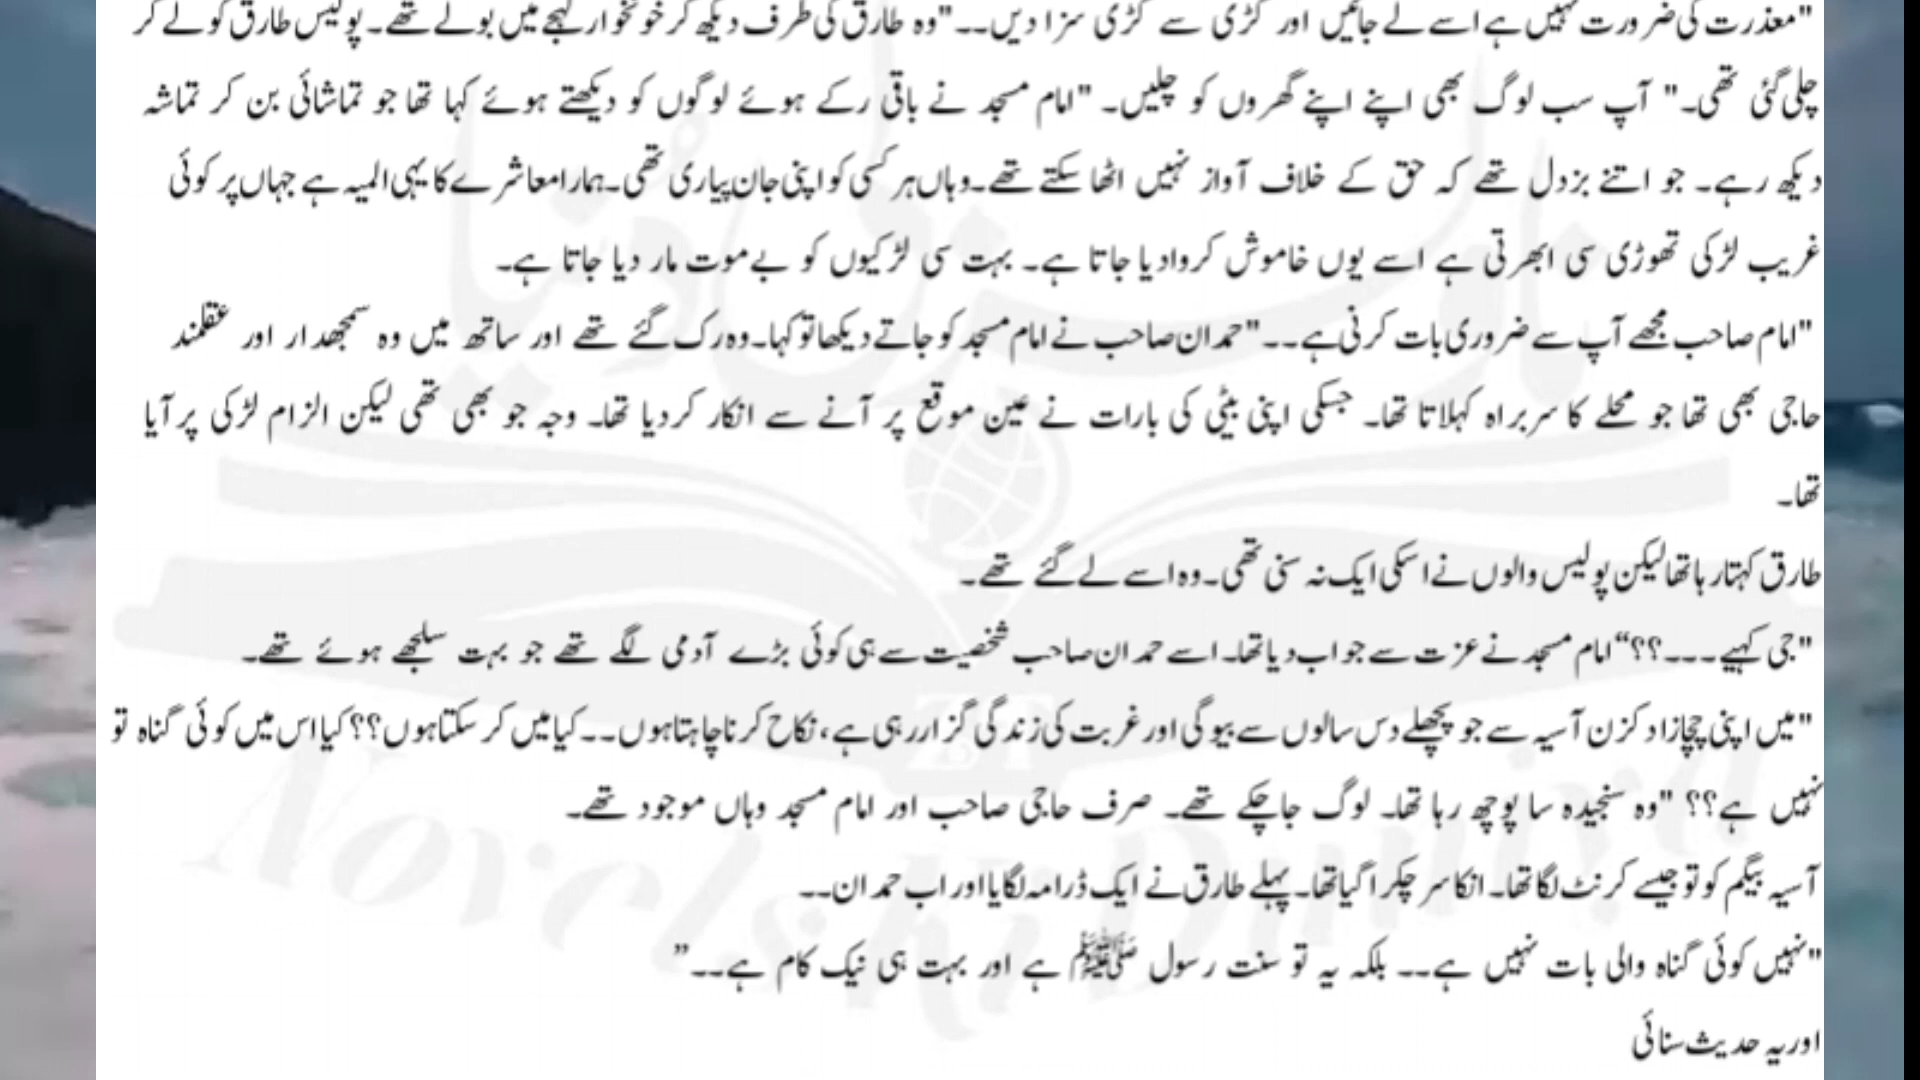 "معذرت کی ضرورت نہیں ہے اسے لے جائیں اور کڑی سے کڑی سزا دیں۔۔" وہ طارق کی طرف دیکھ کر خونخوار لہجے میں بولے تھے۔ پولیس طارق کو لے کر
چلی گئی تھی۔ "آپ سب لوگ بھی اپنے اپنے گھروں کو چلیں۔" امام مسجد نے باقی رکے ہوئے لوگوں کو دیکھتے ہوئے کہا تھا جو تماشائی بن کر تماشہ
دیکھ رہے۔ جو اتنے بزدل تھے کہ حق کے خلاف آواز نہیں اٹھا سکتے تھے۔ وہاں ہر کسی کو اپنی جان پیاری تھی۔ ہمارا معاشرے کا یہی المیہ ہے جہاں پر کوئی
غریب لڑکی تھوڑی سی ابھرتی ہے اسے یوں خاموش کروا دیا جاتا ہے۔ بہت سی لڑکیوں کو بے موت مار دیا جاتا ہے۔
"امام صاحب مجھے آپ سے ضروری بات کرنی ہے۔۔" حمدان صاحب نے امام مسجد کو جاتے دیکھا تو کہا۔ وہ رک گئے تھے اور ساتھ میں وہ سمجھدار اور عقلمند
حاجی بھی تھا جو محلے کا سربراہ کہلاتا تھا۔ جسکی اپنی بیٹی کی بارات نے عین موقع پر آنے سے انکار کر دیا تھا۔ وجہ جو بھی تھی لیکن الزام لڑکی پر آیا
تھا۔
طارق کہتا رہا تھا لیکن پولیس والوں نے اسکی ایک نہ سنی تھی۔ وہ اسے لے گئے تھے۔
"جی کہیے۔۔۔؟؟“ امام مسجد نے عزت سے جواب دیا تھا۔ اسے حمدان صاحب شخصیت سے ہی کوئی بڑے آدمی لگے تھے جو بہت سلجھے ہوئے تھے۔
"میں اپنی چچازاد کزن آسیہ سے جو پچھلے دس سالوں سے بیوگی اور غربت کی زندگی گزار رہی ہے، نکاح کرنا چاہتا ہوں۔۔ کیا میں کر سکتا ہوں؟؟ کیا اس میں کوئی گناہ تو
نہیں ہے؟؟" وہ سنجیدہ سا پوچھ رہا تھا۔ لوگ جا چکے تھے۔ صرف حاجی صاحب اور امام مسجد وہاں موجود تھے۔
آسیہ بیگم کو تو جیسے کرنٹ لگا تھا۔ انکا سر چکرا گیا تھا۔ پہلے طارق نے ایک ڈرامہ لگایا اور اب حمدان۔۔
"نہیں کوئی گناہ والی بات نہیں ہے۔۔ بلکہ یہ تو سنت رسول ﷺ ہے اور بہت ہی نیک کام ہے۔۔”
اور یہ حدیث سنائی
Novels Ki Duniya